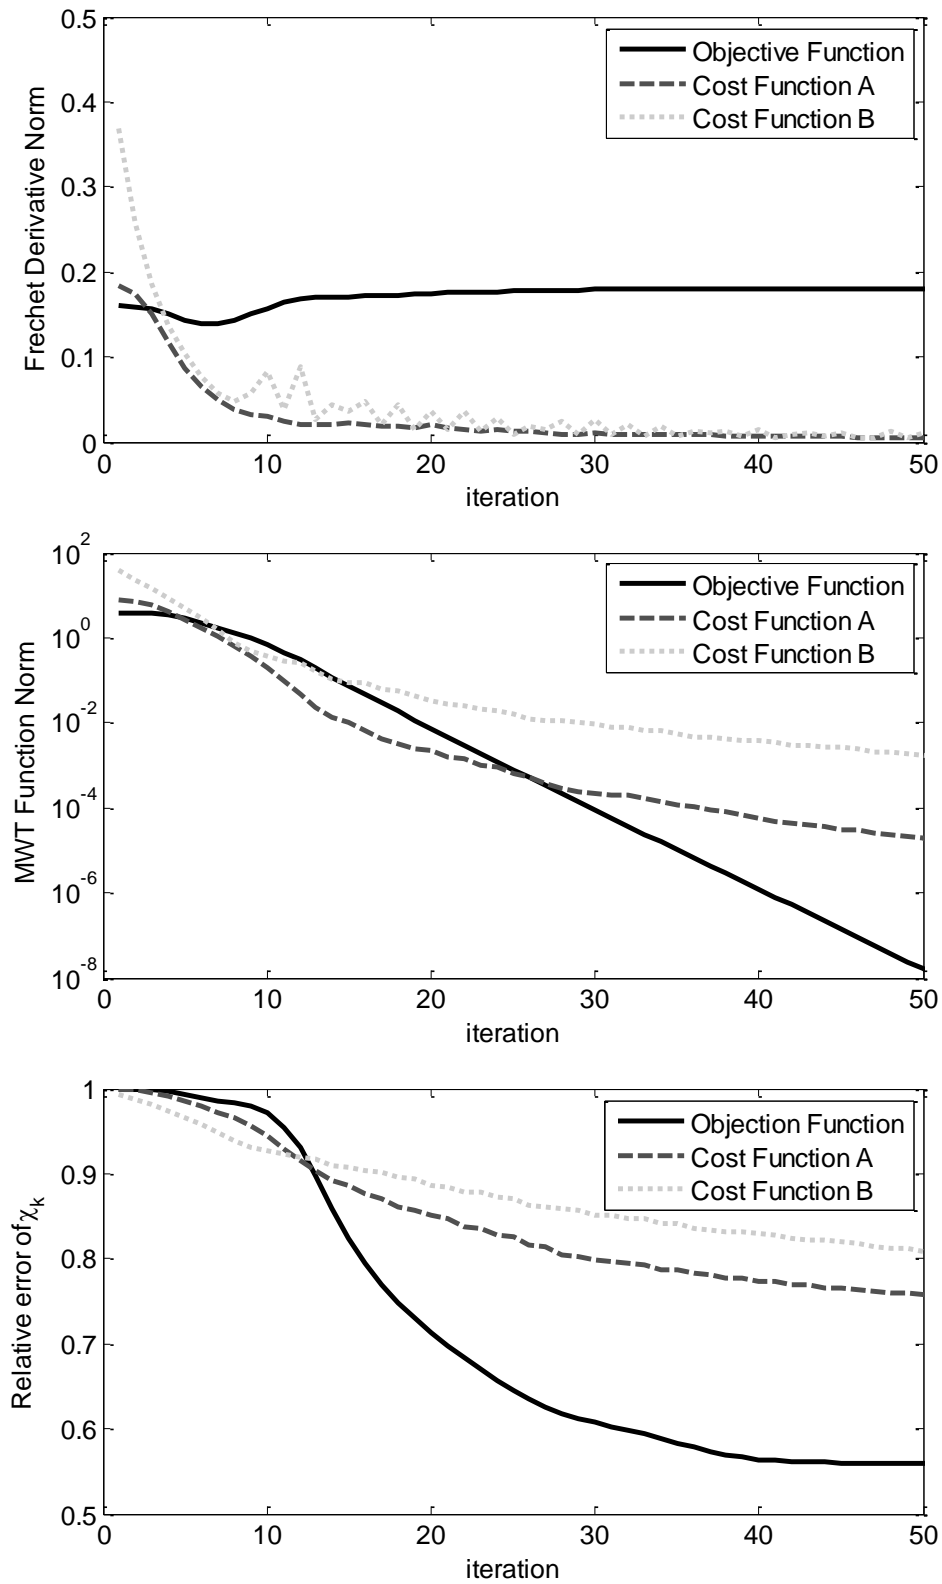 0.5
0.4
0.3
0.2
0.1
0
Frechet Derivative Norm
Objective Function
Cost Function A
Cost Function B
0 10 20 30 40 50
iteration
10^2
10^0
10^-2
10^-4
10^-6
10^-8
MWT Function Norm
Objective Function
Cost Function A
Cost Function B
0 10 20 30 40 50
iteration
1
0.9
0.8
0.7
0.6
0.5
Relative error of χ_k
Objection Function
Cost Function A
Cost Function B
0 10 20 30 40 50
iteration